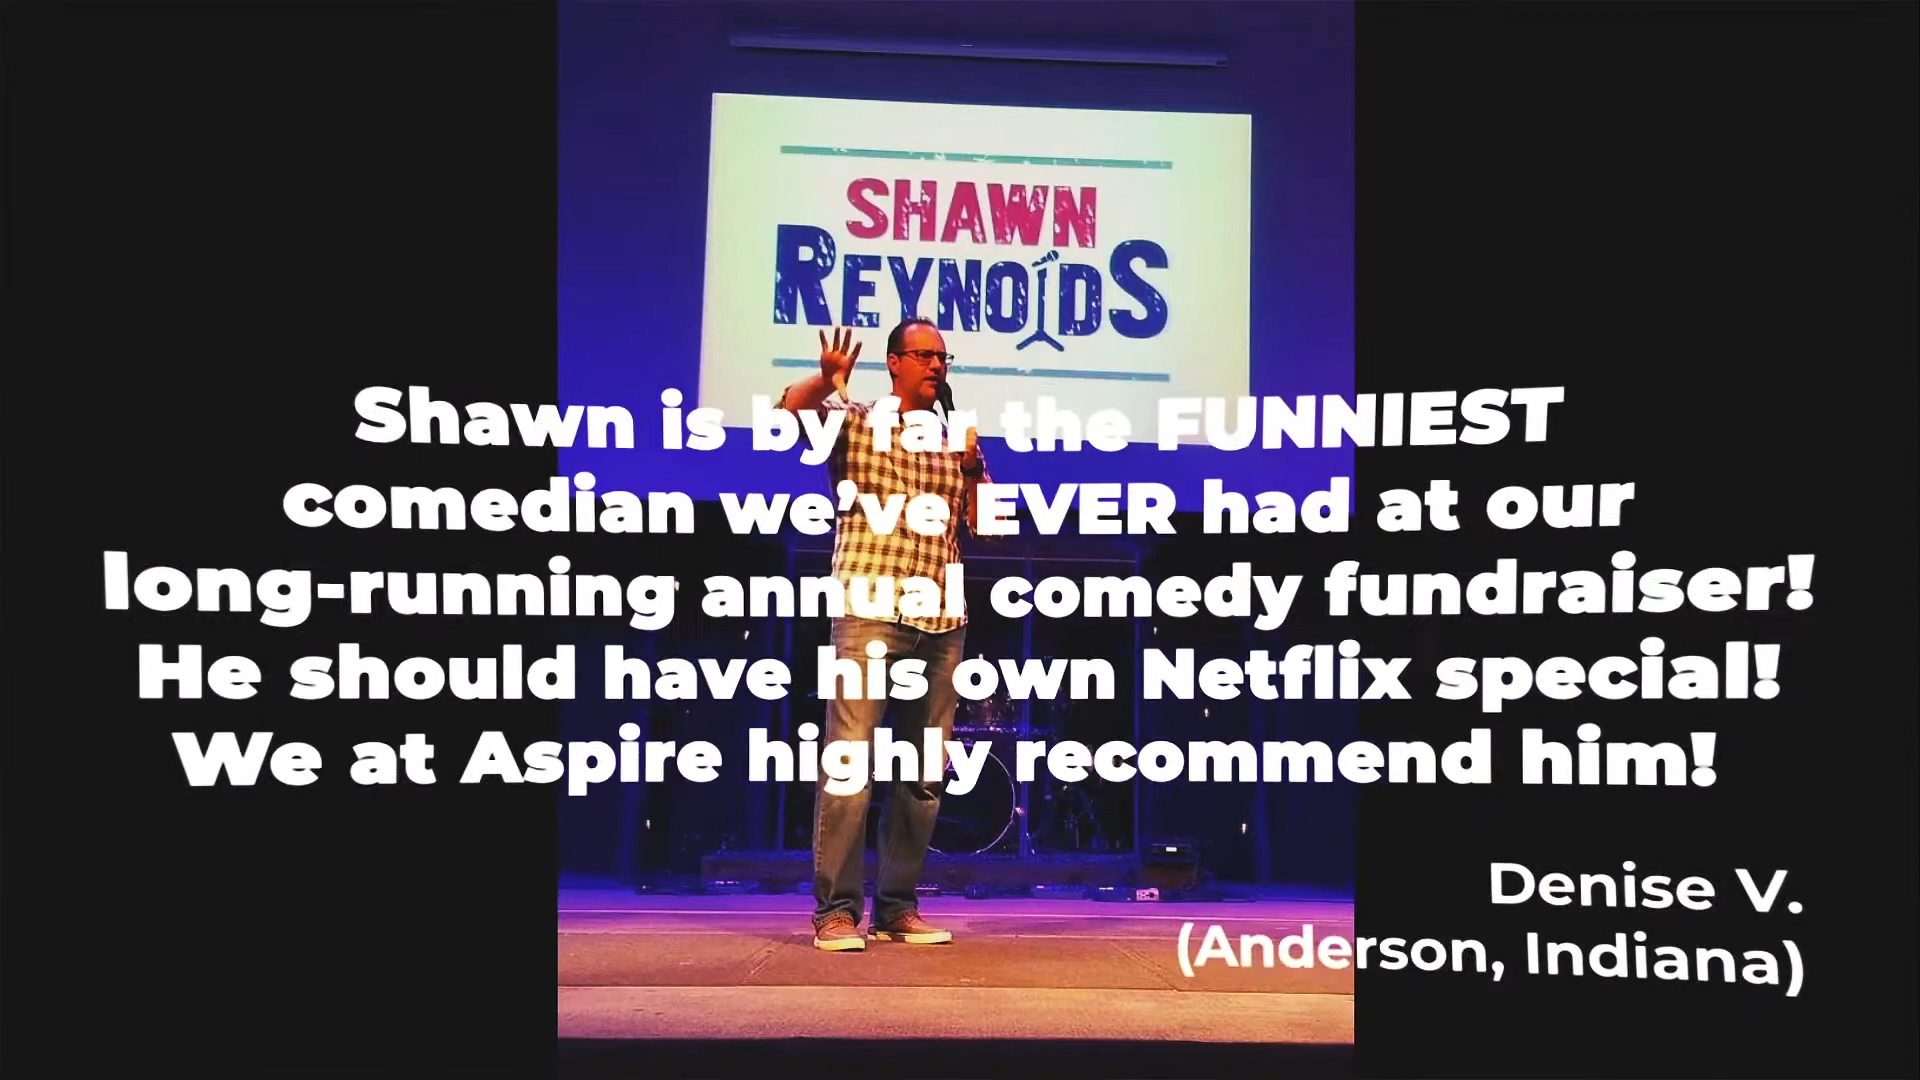 SHAWN
REYNOLDS
Shawn is by far the FUNNIEST
comedian we've EVER had at our
long-running annual comedy fundraiser!
He should have his own Netflix special!
We at Aspire highly recommend him!
Denise V.
(Anderson, Indiana)